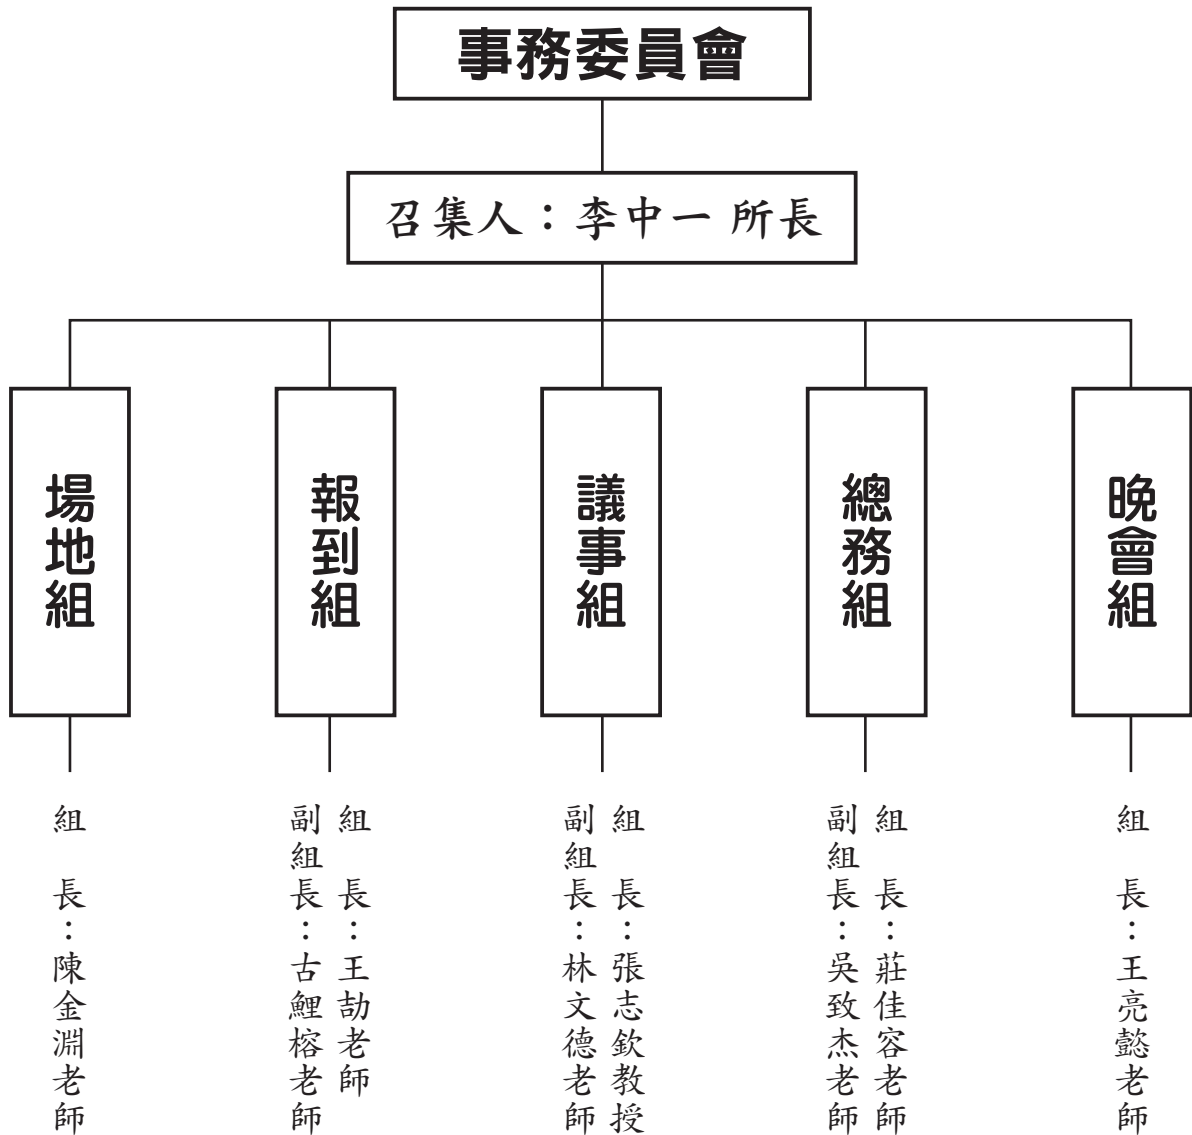 事務委員會
召集人：李中一 所長
場地組
組　長：陳金淵老師
報到組
組　長：王劼老師
副組長：古鯉榕老師
議事組
組　長：張志欽教授
副組長：林文德老師
總務組
組　長：莊佳容老師
副組長：吳致杰老師
晚會組
組　長：王亮懿老師